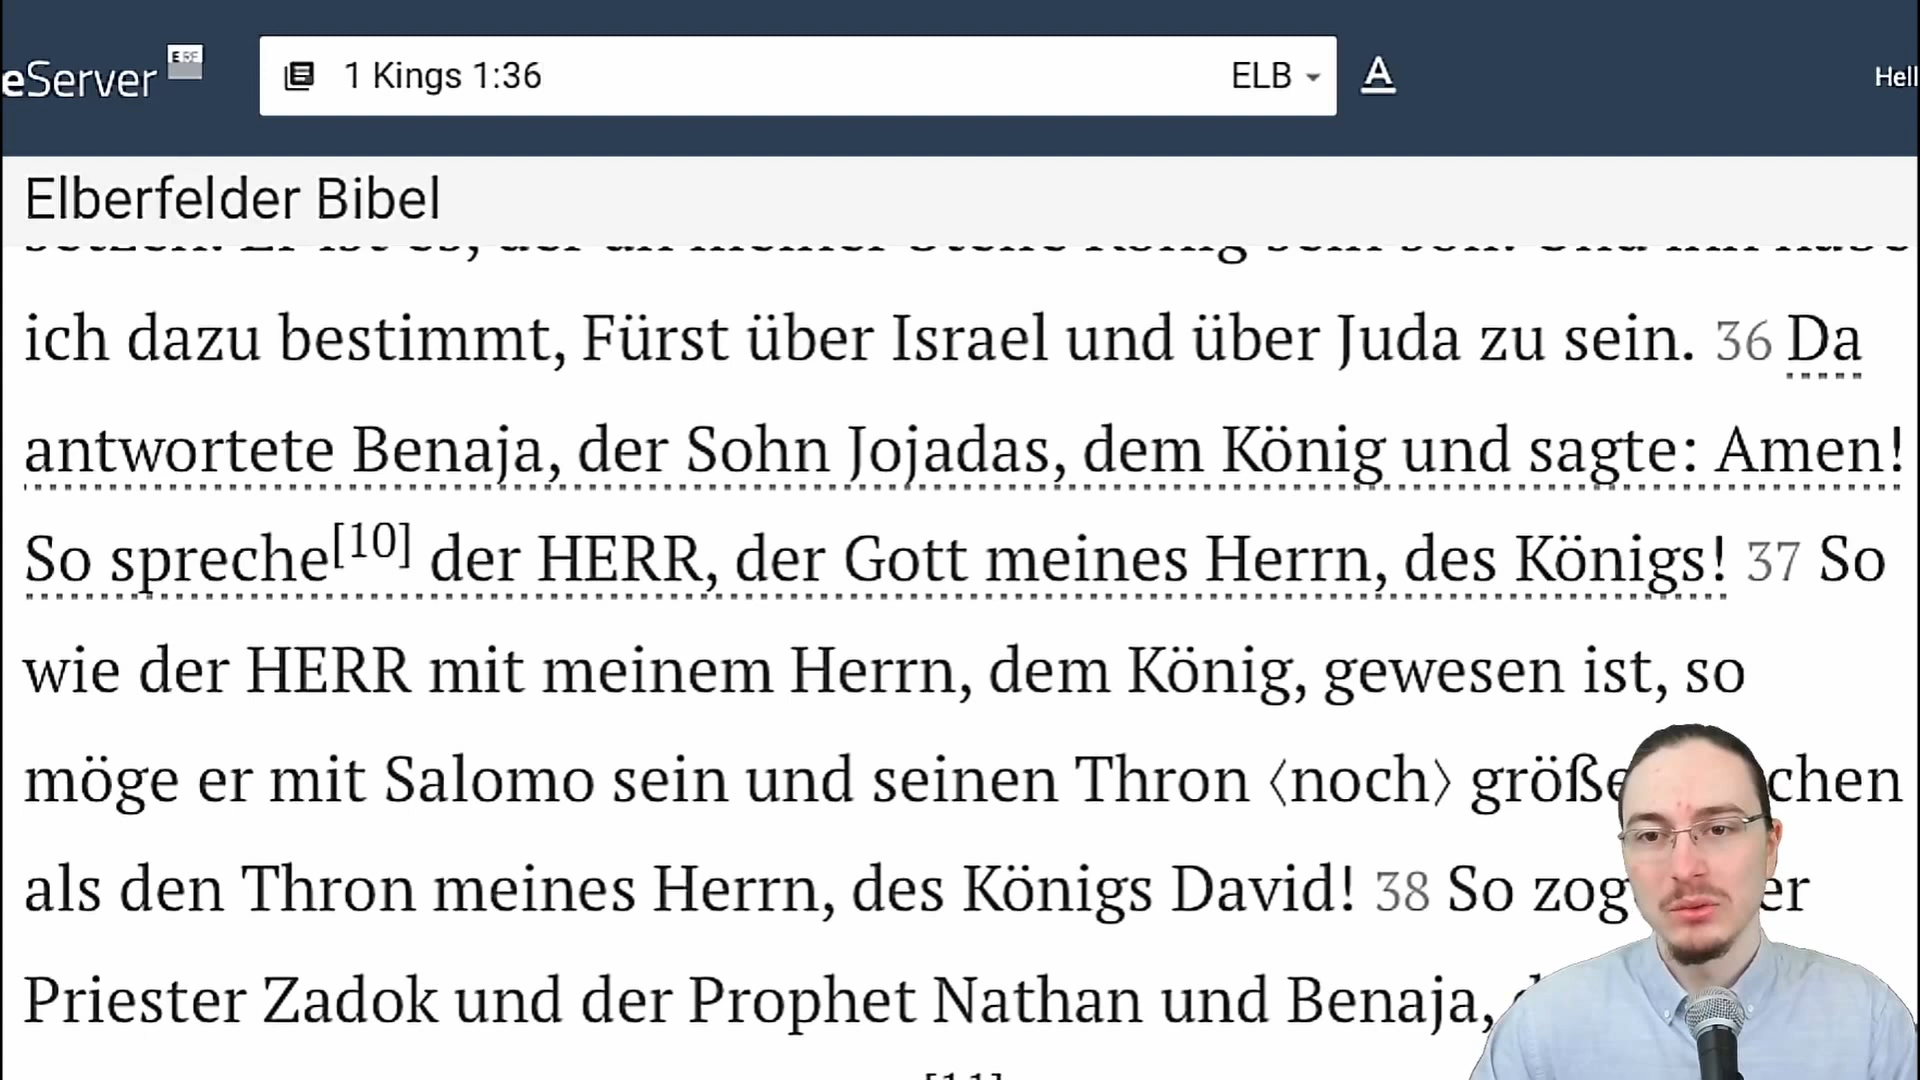 eServer
1 Kings 1:36
ELB
A
Hell
Elberfelder Bibel
ich dazu bestimmt, Fürst über Israel und über Juda zu sein. 36 Da
antwortete Benaja, der Sohn Jojadas, dem König und sagte: Amen!
So spreche[10] der HERR, der Gott meines Herrn, des Königs! 37 So
wie der HERR mit meinem Herrn, dem König, gewesen ist, so
möge er mit Salomo sein und seinen Thron ⟨noch⟩ größe chen
als den Thron meines Herrn, des Königs David! 38 So zog er
Priester Zadok und der Prophet Nathan und Benaja,